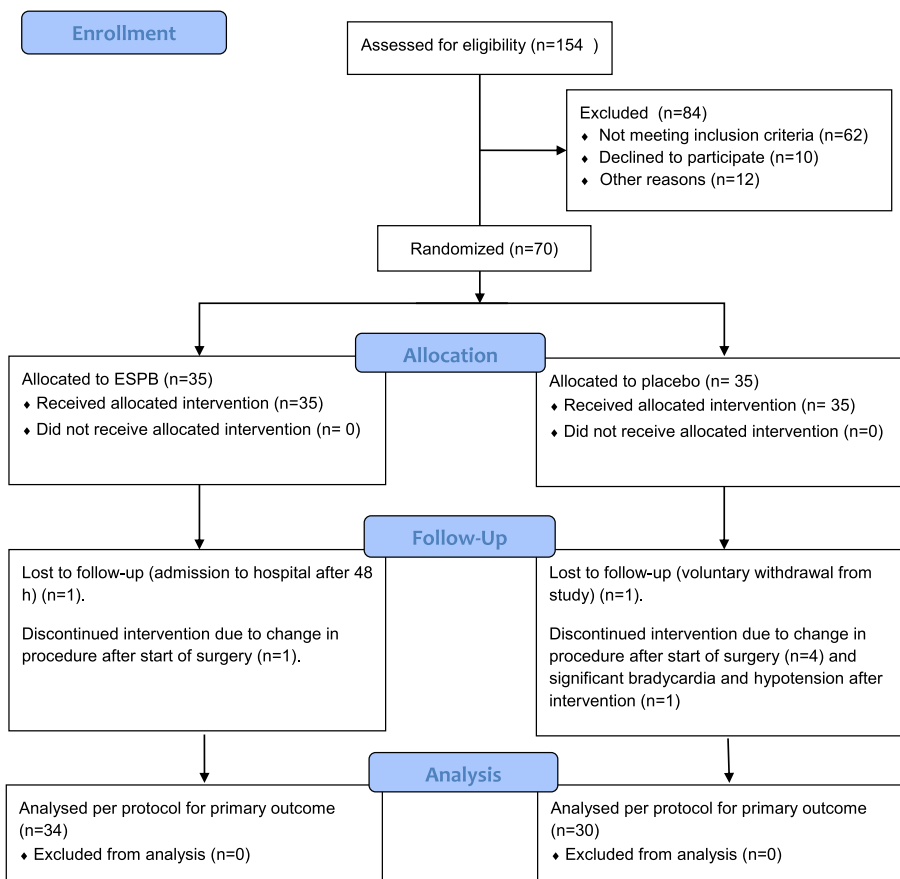 Enrollment
Assessed for eligibility (n=154  )
Excluded  (n=84)
♦ Not meeting inclusion criteria (n=62)
♦ Declined to participate (n=10)
♦ Other reasons (n=12)
Randomized (n=70)
Allocation
Allocated to ESPB (n=35)
♦ Received allocated intervention (n=35)
♦ Did not receive allocated intervention (n= 0)
Allocated to placebo (n= 35)
♦ Received allocated intervention (n= 35)
♦ Did not receive allocated intervention (n=0)
Follow-Up
Lost to follow-up (admission to hospital after 48
h) (n=1).
Discontinued intervention due to change in
procedure after start of surgery (n=1).
Lost to follow-up (voluntary withdrawal from
study) (n=1).
Discontinued intervention due to change in
procedure after start of surgery (n=4) and
significant bradycardia and hypotension after
intervention (n=1)
Analysis
Analysed per protocol for primary outcome
(n=34)
♦ Excluded from analysis (n=0)
Analysed per protocol for primary outcome
(n=30)
♦ Excluded from analysis (n=0)